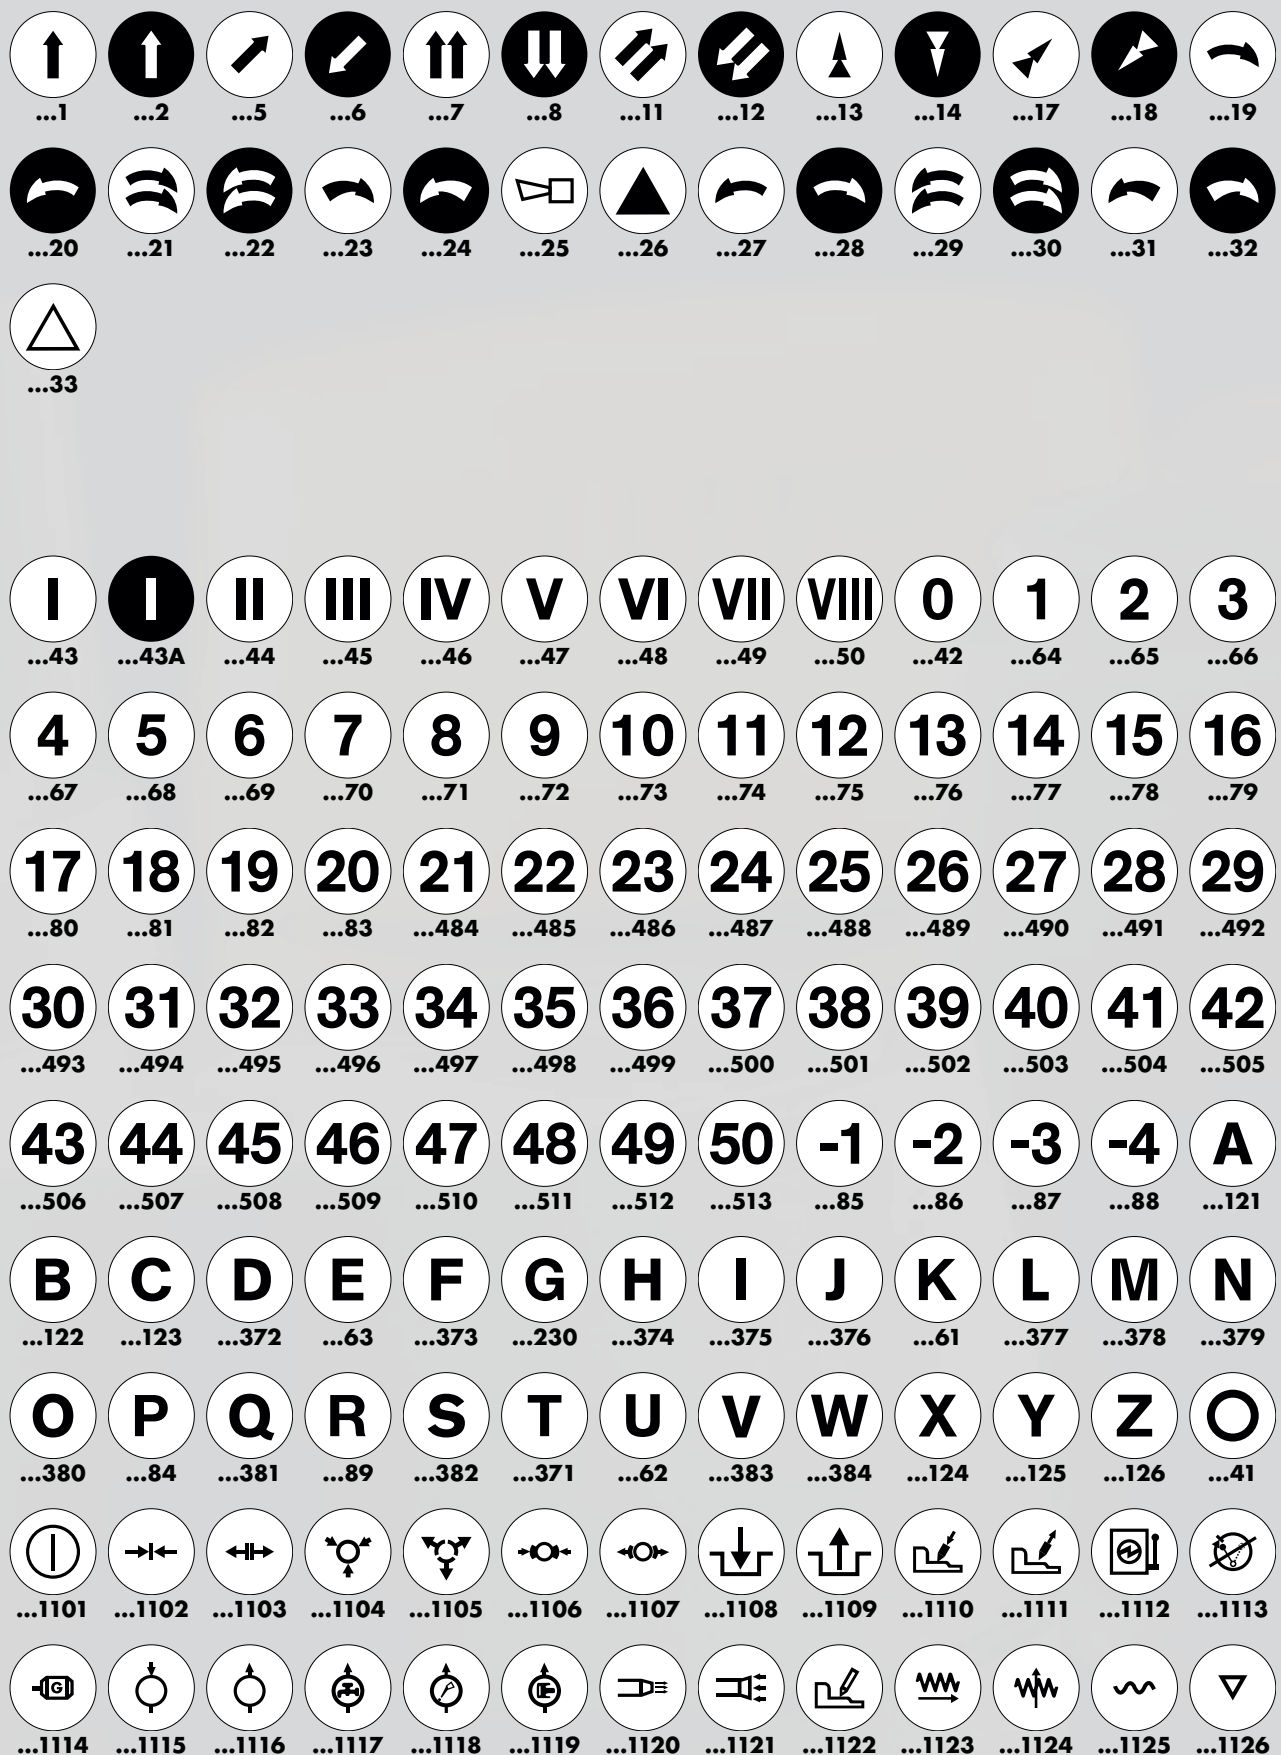 ...1 ...2 ...5 ...6 ...7 ...8 ...11 ...12 ...13 ...14 ...17 ...18 ...19
...20 ...21 ...22 ...23 ...24 ...25 ...26 ...27 ...28 ...29 ...30 ...31 ...32
...33
I I II III IV V VI VII VIII 0 1 2 3
...43 ...43A ...44 ...45 ...46 ...47 ...48 ...49 ...50 ...42 ...64 ...65 ...66
4 5 6 7 8 9 10 11 12 13 14 15 16
...67 ...68 ...69 ...70 ...71 ...72 ...73 ...74 ...75 ...76 ...77 ...78 ...79
17 18 19 20 21 22 23 24 25 26 27 28 29
...80 ...81 ...82 ...83 ...484 ...485 ...486 ...487 ...488 ...489 ...490 ...491 ...492
30 31 32 33 34 35 36 37 38 39 40 41 42
...493 ...494 ...495 ...496 ...497 ...498 ...499 ...500 ...501 ...502 ...503 ...504 ...505
43 44 45 46 47 48 49 50 -1 -2 -3 -4 A
...506 ...507 ...508 ...509 ...510 ...511 ...512 ...513 ...85 ...86 ...87 ...88 ...121
B C D E F G H I J K L M N
...122 ...123 ...372 ...63 ...373 ...230 ...374 ...375 ...376 ...61 ...377 ...378 ...379
O P Q R S T U V W X Y Z
...380 ...84 ...381 ...89 ...382 ...371 ...62 ...383 ...384 ...124 ...125 ...126 ...41
...1101 ...1102 ...1103 ...1104 ...1105 ...1106 ...1107 ...1108 ...1109 ...1110 ...1111 ...1112 ...1113
G
...1114 ...1115 ...1116 ...1117 ...1118 ...1119 ...1120 ...1121 ...1122 ...1123 ...1124 ...1125 ...1126